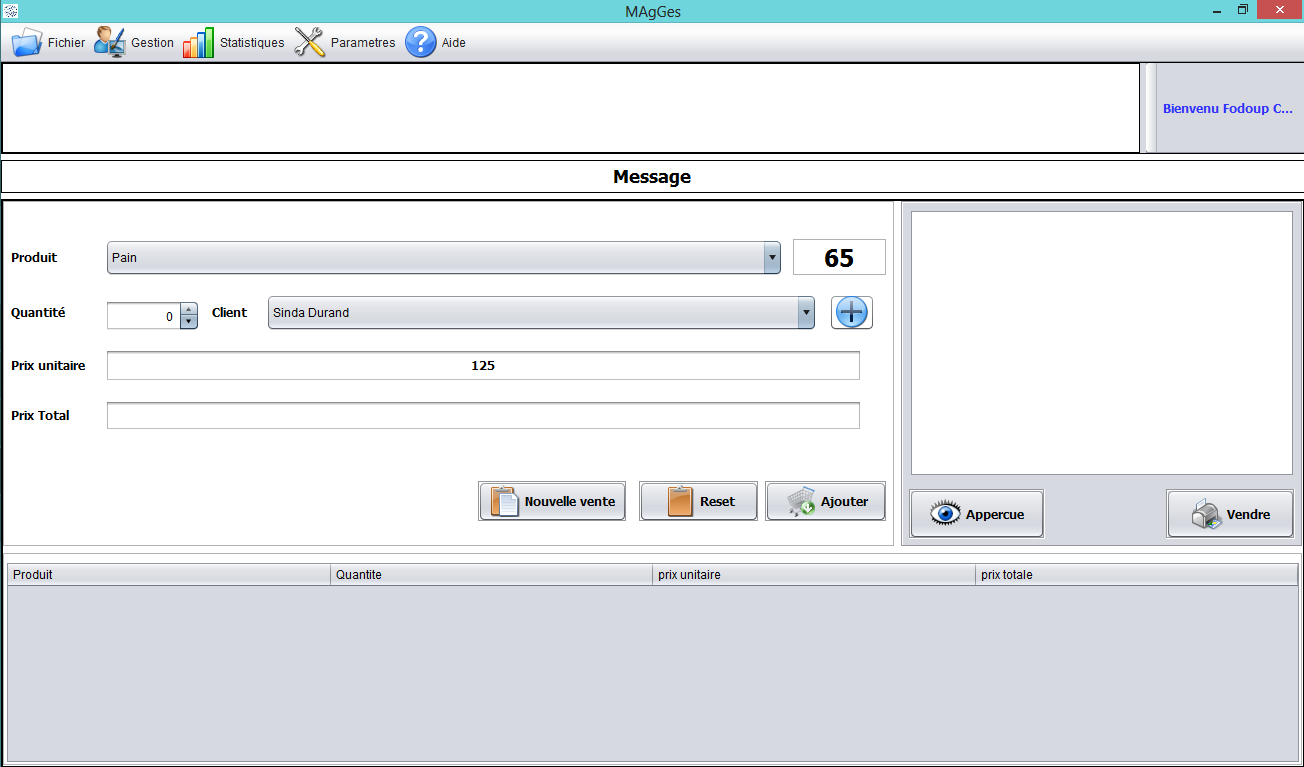 MAgGes
Fichier Gestion Statistiques Parametres Aide
Bienvenu Fodoup C...
Message
Produit Pain 65
Quantité 0 Client Sinda Durand
Prix unitaire 125
Prix Total
Nouvelle vente Reset Ajouter
Appercue Vendre
Produit Quantite prix unitaire prix totale